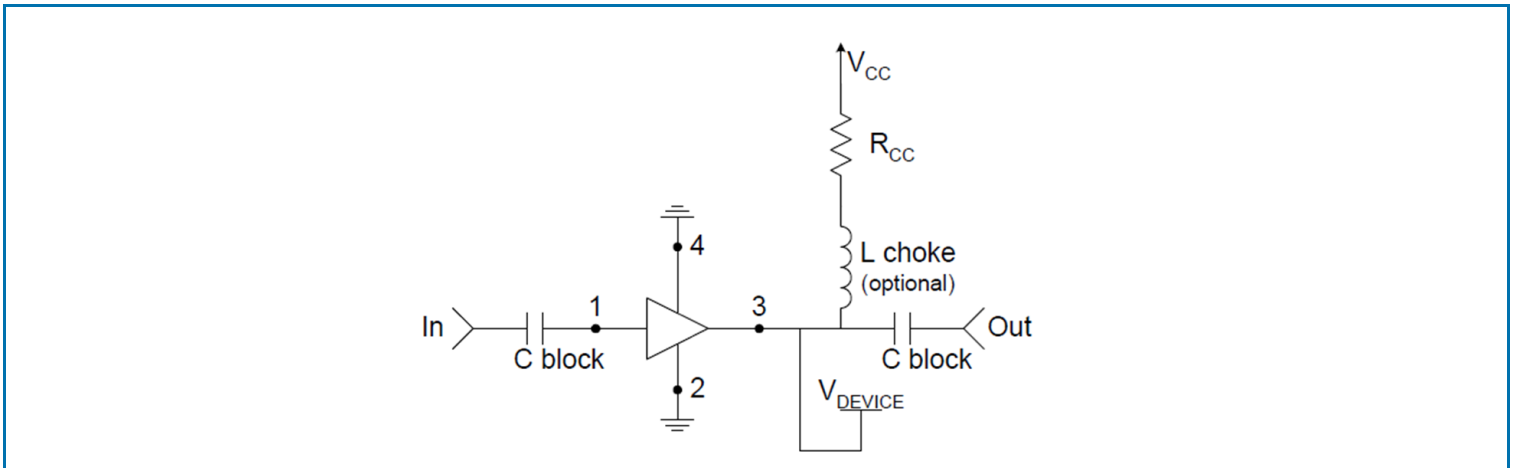 VCC
RCC
4
L choke
(optional)
In
1
3
Out
C block
C block
2
VDEVICE